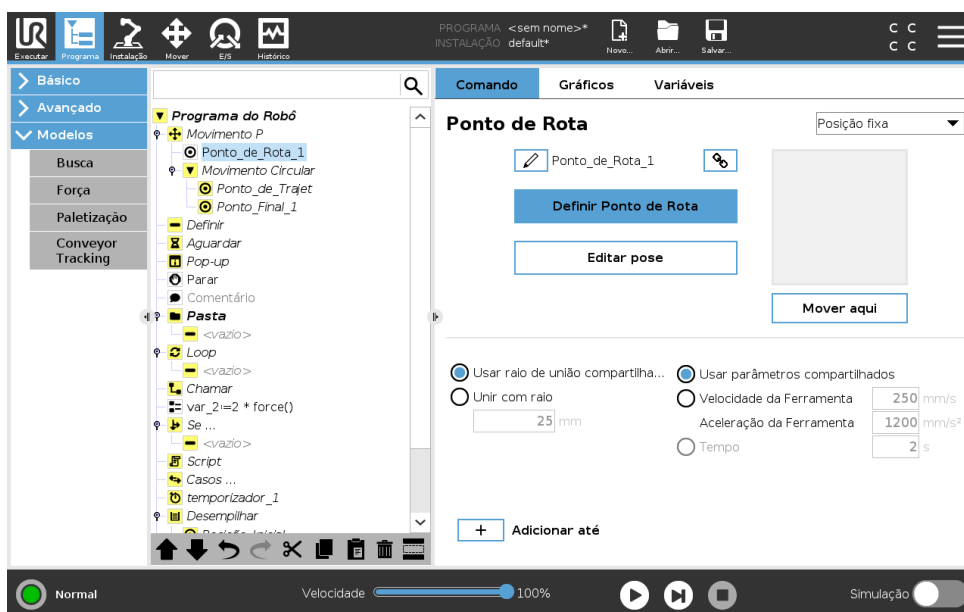 UR
PROGRAMA <sem nome>*
INSTALAÇÃO default*
Executar Programa Instalação Mover E/S Histórico
Novo... Abrir... Salvar...
C C
C C
Básico
Avançado
Modelos
Busca
Força
Paletização
Conveyor
Tracking
Programa do Robô
Movimento P
Ponto_de_Rota_1
Movimento Circular
Ponto_de_Trajet
Ponto_Final_1
Definir
Aguardar
Pop-up
Parar
Comentário
Pasta
<vazio>
Loop
<vazio>
Chamar
var_2:=2 * force()
Se ...
<vazio>
Script
Casos ...
temporizador_1
Desempilhar
Comando Gráficos Variáveis
Ponto de Rota
Posição fixa
Ponto_de_Rota_1
Definir Ponto de Rota
Editar pose
Mover aqui
Usar raio de união compartilha...
Unir com raio
25 mm
Usar parâmetros compartilhados
Velocidade da Ferramenta 250 mm/s
Aceleração da Ferramenta 1200 mm/s²
Tempo 2 s
+ Adicionar até
Normal
Velocidade 100%
Simulação